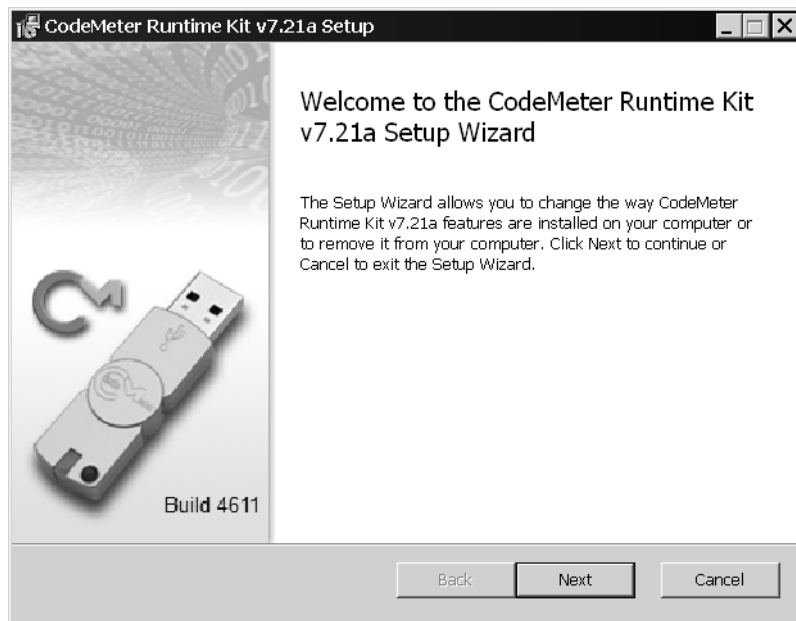 CodeMeter Runtime Kit v7.21a Setup
Welcome to the CodeMeter Runtime Kit
v7.21a Setup Wizard
The Setup Wizard allows you to change the way CodeMeter
Runtime Kit v7.21a features are installed on your computer or
to remove it from your computer. Click Next to continue or
Cancel to exit the Setup Wizard.
Build 4611
Back
Next
Cancel